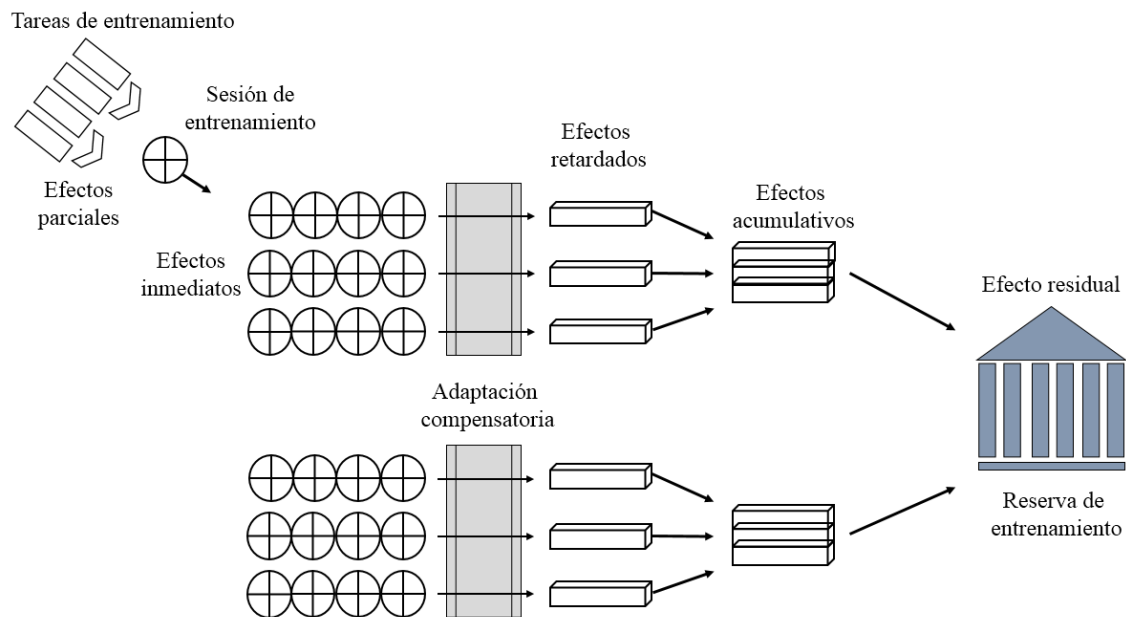 Tareas de entrenamiento
Sesión de
entrenamiento
Efectos
parciales
Efectos
inmediatos
Efectos
retardados
Efectos
acumulativos
Efecto residual
Adaptación
compensatoria
Reserva de
entrenamiento